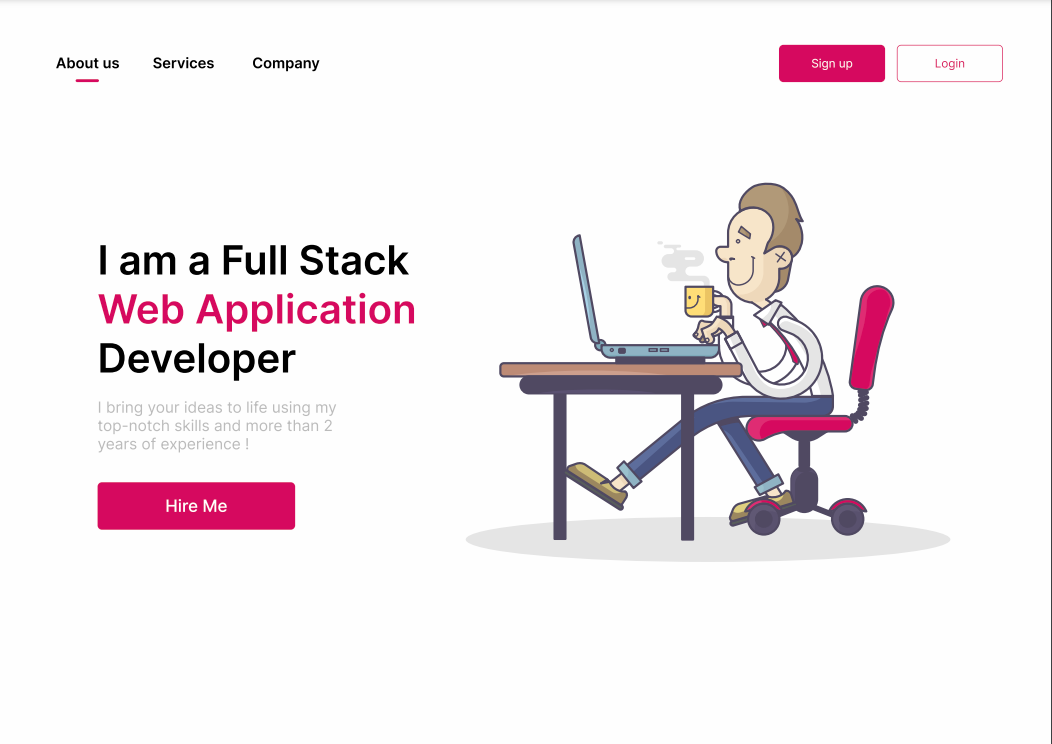 About us Services Company Sign up Login
I am a Full Stack
Web Application
Developer
I bring your ideas to life using my
top-notch skills and more than 2
years of experience !
Hire Me